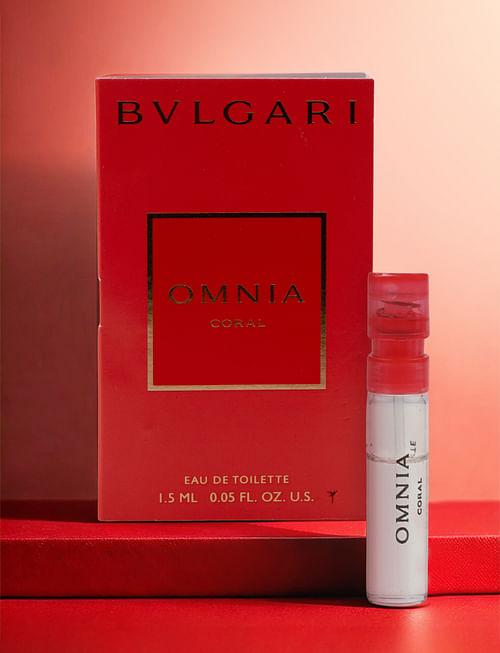 BVLGARI
OMNIA
CORAL
EAU DE TOILETTE
1.5 ML 0.05 FL. OZ. U.S.
OMNIA
CORAL